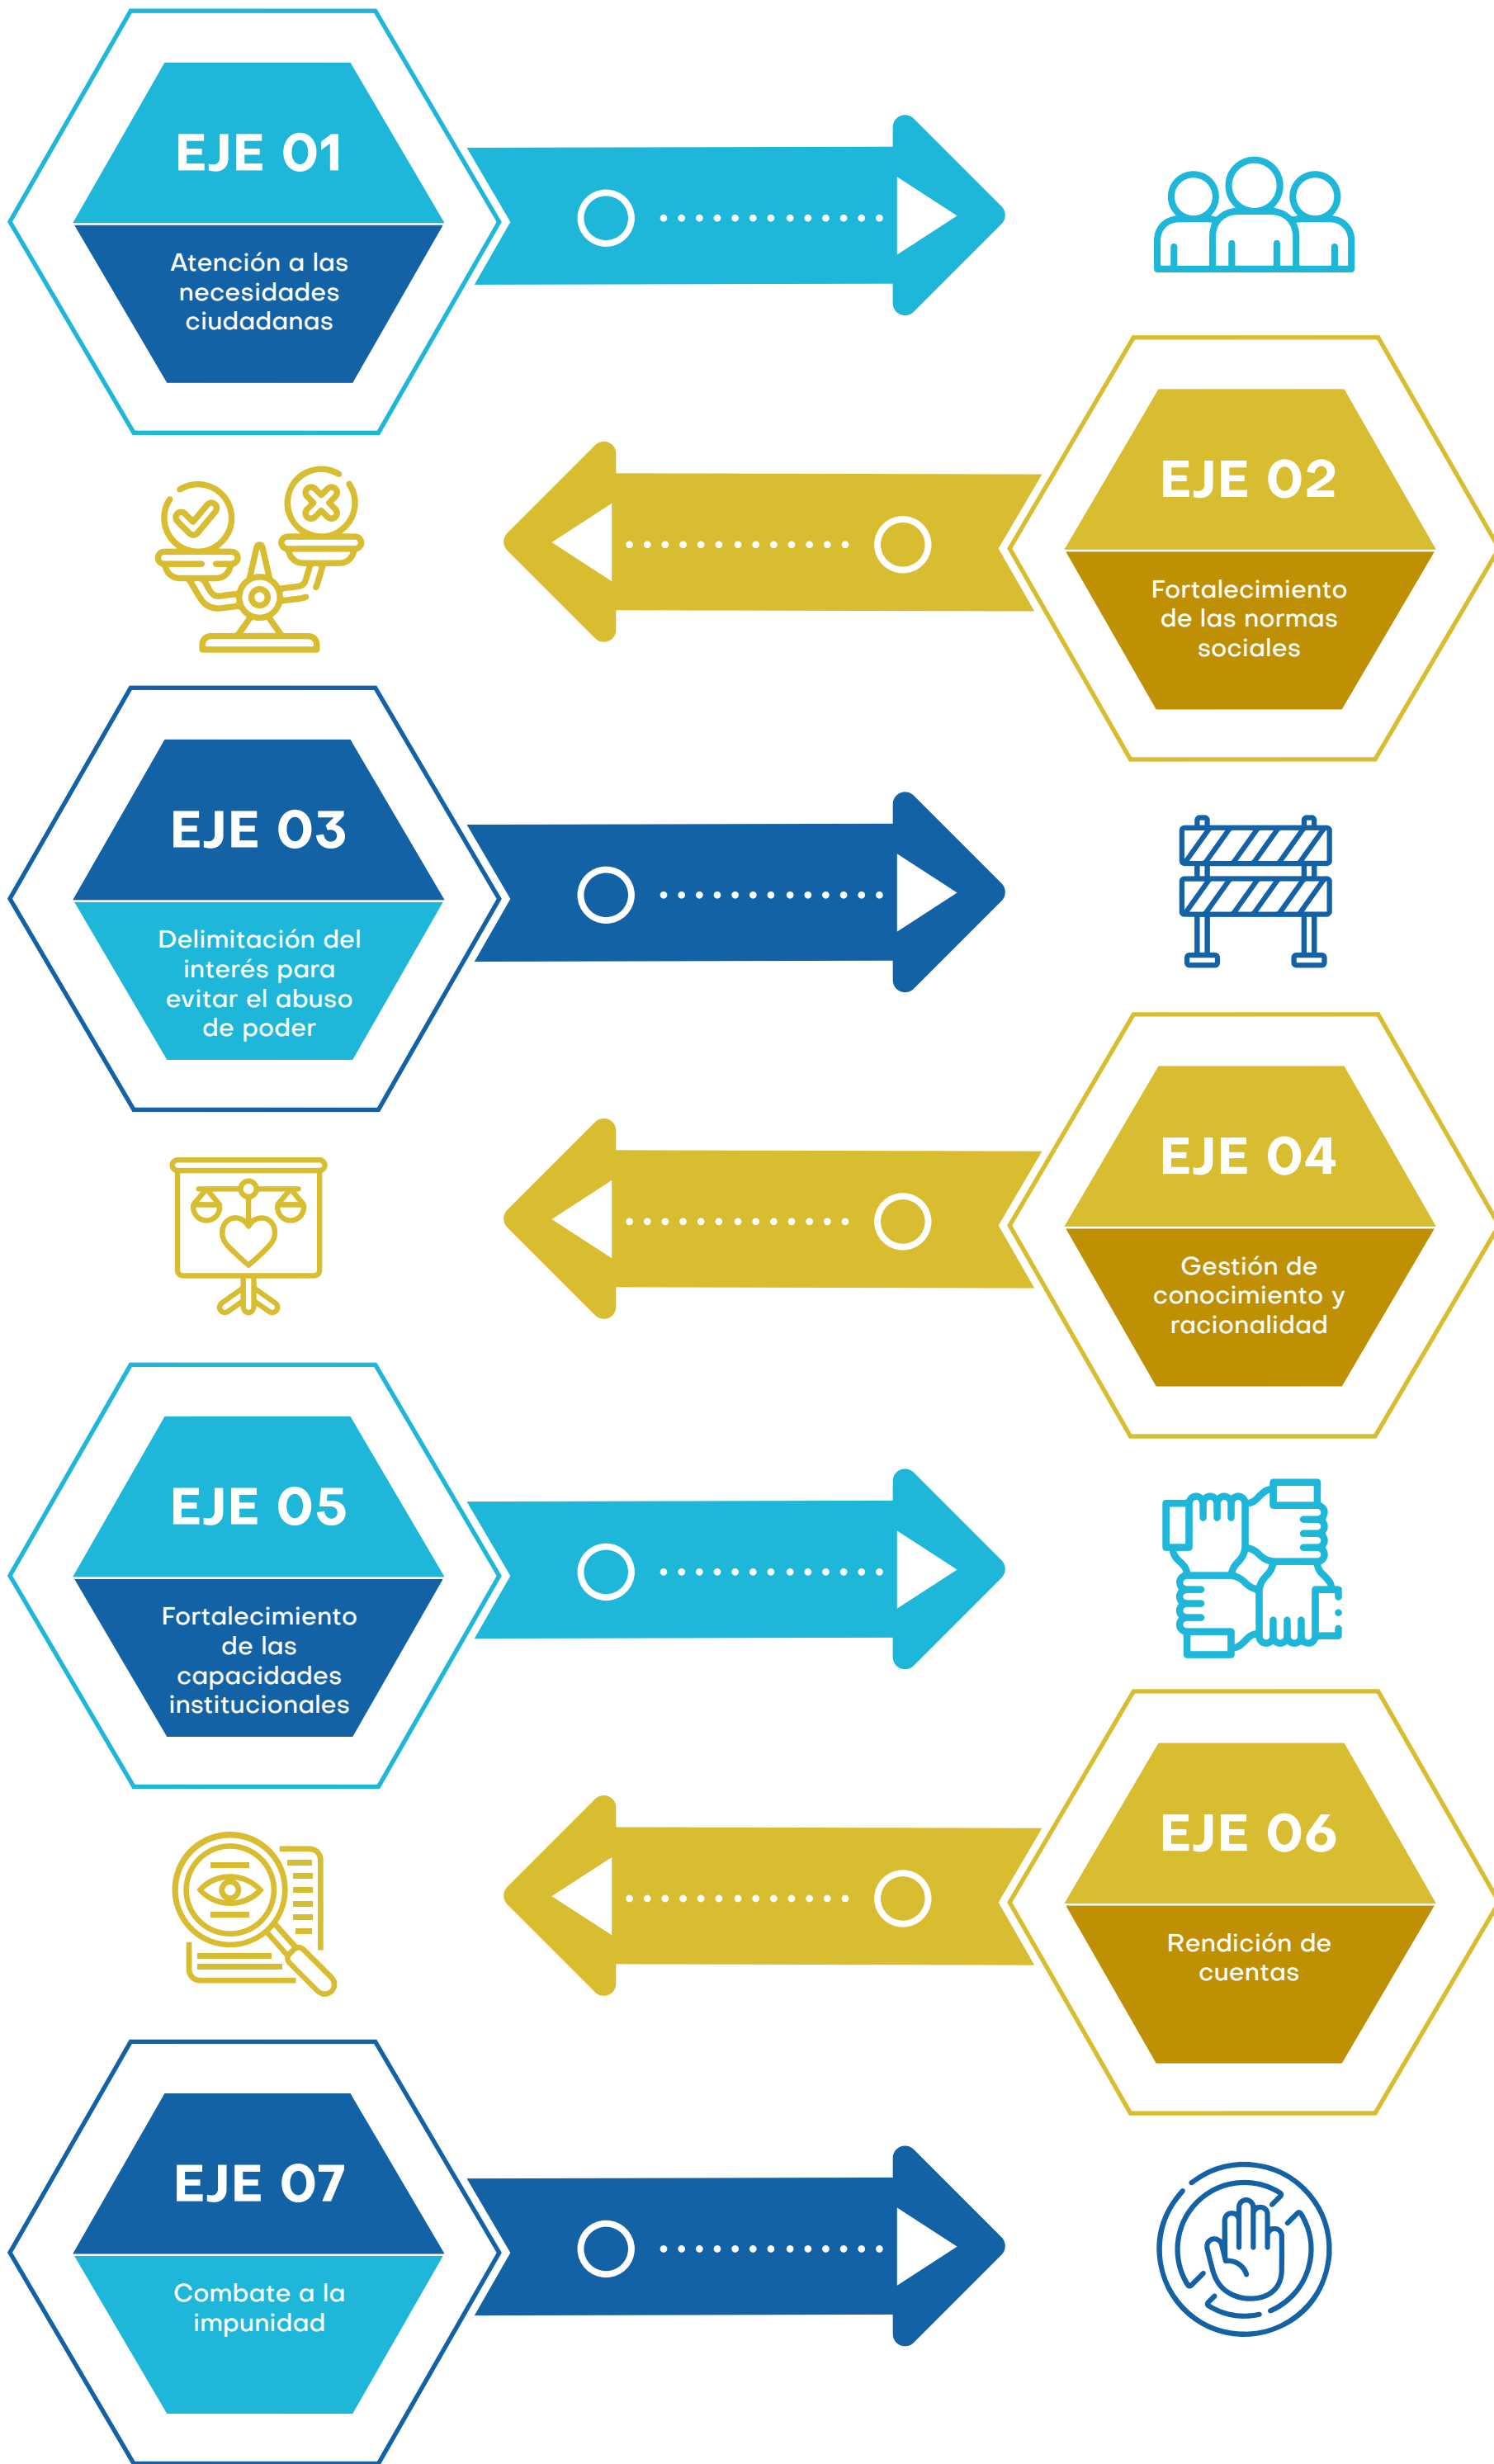 EJE 01
Atención a las
necesidades
ciudadanas
EJE 02
Fortalecimiento
de las normas
sociales
EJE 03
Delimitación del
interés para
evitar el abuso
de poder
EJE 04
Gestión de
conocimiento y
racionalidad
EJE 05
Fortalecimiento
de las
capacidades
institucionales
EJE 06
Rendición de
cuentas
EJE 07
Combate a la
impunidad